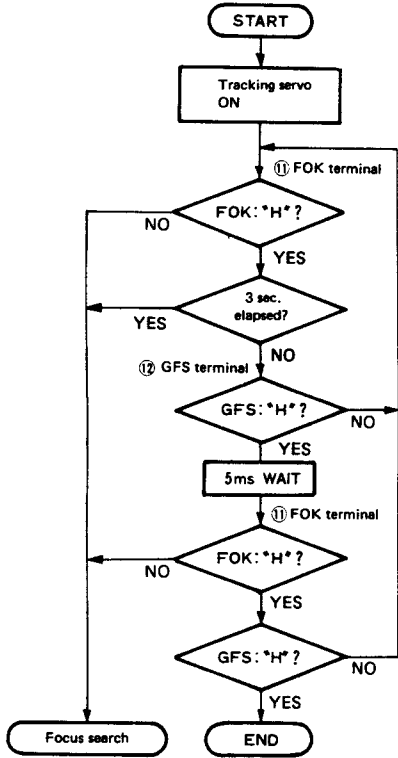 START
Tracking servo
ON
⑪ FOK terminal
FOK: "H" ?
NO
YES
3 sec.
elapsed?
YES
NO
⑫ GFS terminal
GFS: "H" ?
NO
YES
5ms WAIT
⑪ FOK terminal
FOK: "H" ?
NO
YES
GFS: "H" ?
NO
YES
Focus search
END